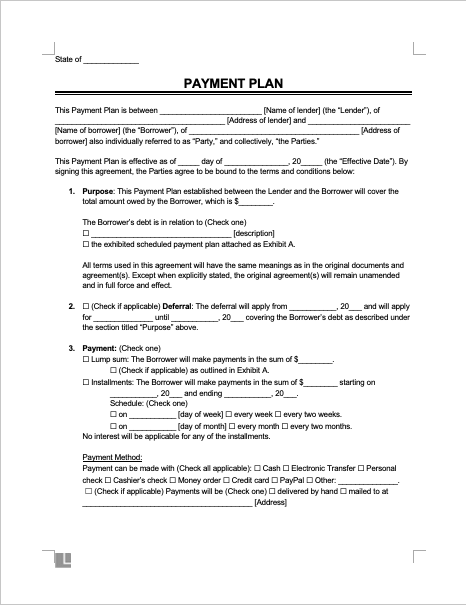 State of _____________
PAYMENT PLAN
This Payment Plan is between ________________________ [Name of lender] (the “Lender”), of
________________________________________ [Address of lender] and ________________________
[Name of borrower] (the “Borrower”), of ________________________________________ [Address of
borrower] also individually referred to as “Party,” and collectively, “the Parties.”
This Payment Plan is effective as of _____ day of _______________, 20_____ (the “Effective Date”). By
signing this agreement, the Parties agree to be bound to the terms and conditions below:
1. Purpose: This Payment Plan established between the Lender and the Borrower will cover the
total amount owed by the Borrower, which is $________.
The Borrower’s debt is in relation to (Check one)
☐ _________________________________ [description]
☐ the exhibited scheduled payment plan attached as Exhibit A.
All terms used in this agreement will have the same meanings as in the original documents and
agreement(s). Except when explicitly stated, the original agreement(s) will remain unamended
and in full force and effect.
2. ☐ (Check if applicable) Deferral: The deferral will apply from ___________, 20___ and will apply
for ______________ until ___________, 20___ covering the Borrower’s debt as described under
the section titled “Purpose” above.
3. Payment: (Check one)
☐ Lump sum: The Borrower will make payments in the sum of $________.
☐ (Check if applicable) as outlined in Exhibit A.
☐ Installments: The Borrower will make payments in the sum of $________ starting on
___________, 20___ and ending ___________, 20___.
Schedule: (Check one)
☐ on ___________ [day of week] ☐ every week ☐ every two weeks.
☐ on ___________ [day of month] ☐ every month ☐ every two months.
No interest will be applicable for any of the installments.
Payment Method:
Payment can be made with (Check all applicable): ☐ Cash ☐ Electronic Transfer ☐ Personal
check ☐ Cashier’s check ☐ Money order ☐ Credit card ☐ PayPal ☐ Other: ______________.
☐ (Check if applicable) Payments will be (Check one) ☐ delivered by hand ☐ mailed to at
________________________________________ [Address]